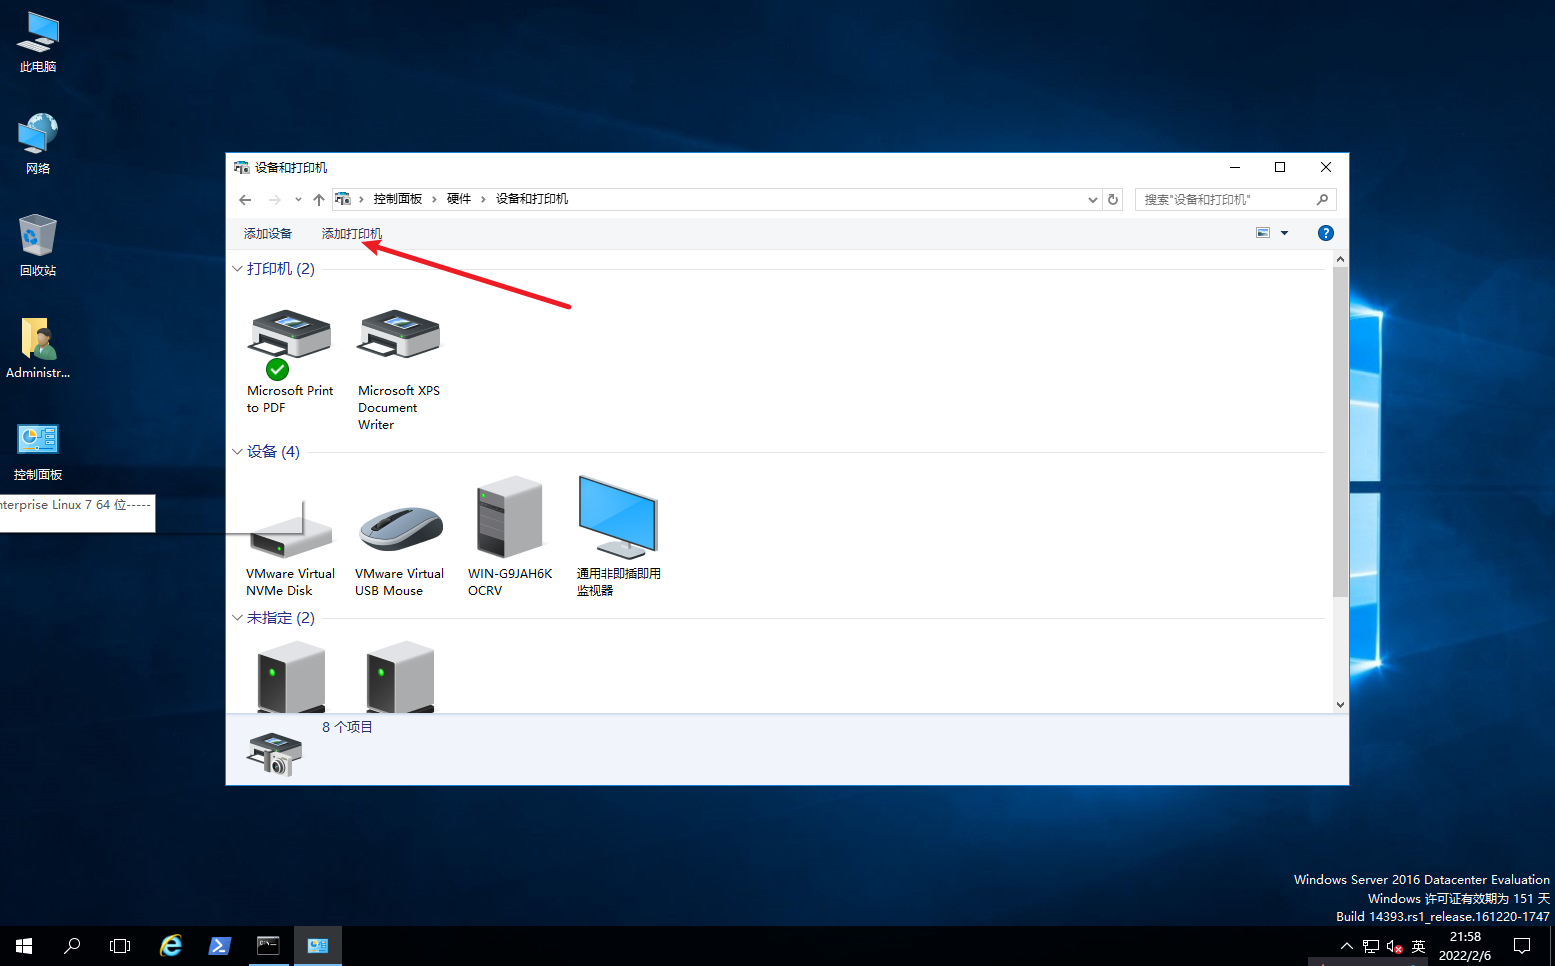 此电脑
网络
回收站
Administr...
控制面板
nterprise Linux 7 64 位-----
设备和打印机
控制面板
硬件
设备和打印机
搜索"设备和打印机"
添加设备
添加打印机
打印机 (2)
Microsoft Print
to PDF
Microsoft XPS
Document
Writer
设备 (4)
VMware Virtual
NVMe Disk
VMware Virtual
USB Mouse
WIN-G9JAH6K
OCRV
通用非即插即用
监视器
未指定 (2)
8 个项目
Windows Server 2016 Datacenter Evaluation
Windows 许可证有效期为 151 天
Build 14393.rs1_release.161220-1747
英
21:58
2022/2/6